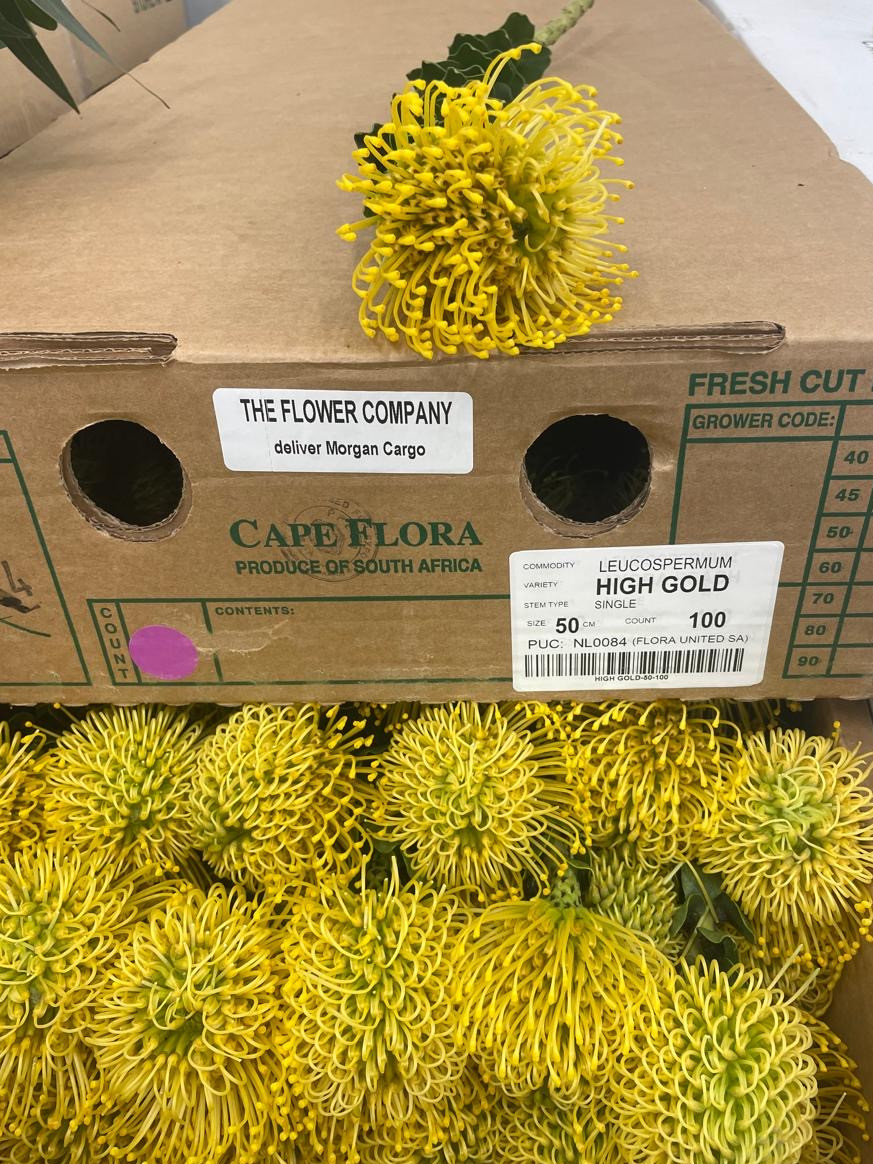 THE FLOWER COMPANY
deliver Morgan Cargo
CAPE FLORA
PRODUCE OF SOUTH AFRICA
COUNT
CONTENTS:
FRESH CUT
GROWER CODE:
40
45
50
60
70
80
90
COMMODITY LEUCOSPERMUM
VARIETY HIGH GOLD
STEM TYPE SINGLE
SIZE 50 CM COUNT 100
PUC: NL0084 (FLORA UNITED SA)
HIGH GOLD-50-100